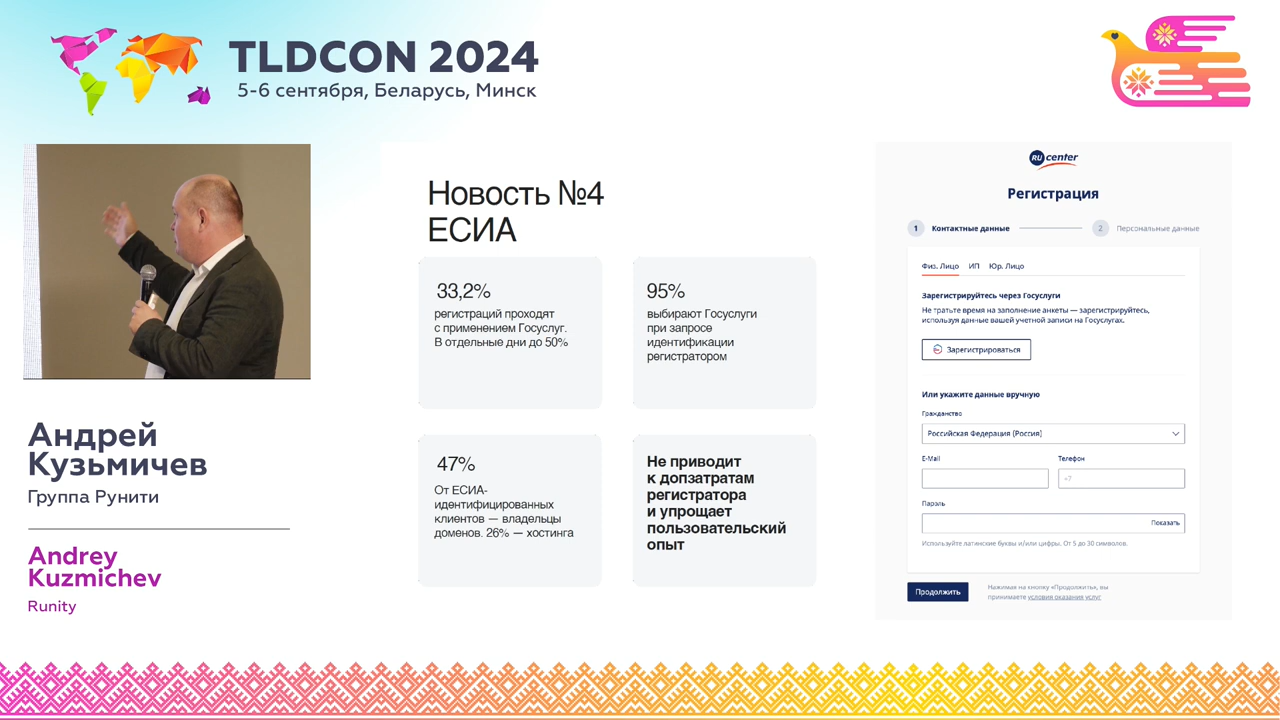 TLDCON 2024
5-6 сентября, Беларусь, Минск
Андрей
Кузьмичев
Группа Рунити
Andrey
Kuzmichev
Runity
Новость №4
ЕСИА
33,2%
регистраций проходят
с применением Госуслуг.
В отдельные дни до 50%
95%
выбирают Госуслуги
при запросе
идентификации
регистратором
47%
От ЕСИА-
идентифицированных
клиентов — владельцы
доменов. 26% — хостинга
Не приводит
к допзатратам
регистратора
и упрощает
пользовательский
опыт
RU center
Регистрация
1 Контактные данные 2 Персональные данные
Физ. Лицо ИП Юр. Лицо
Зарегистрируйтесь через Госуслуги
Не тратьте время на заполнение анкеты — зарегистрируйтесь,
используя данные вашей учетной записи на Госуслугах.
Зарегистрироваться
Или укажите данные вручную
Гражданство
Российская Федерация (Россия)
E-Mail Телефон
+7
Пароль
Показать
Используйте латинские буквы и/или цифры. От 5 до 30 символов.
Продолжить
Нажимая на кнопку «Продолжить», вы
принимаете условия оказания услуг